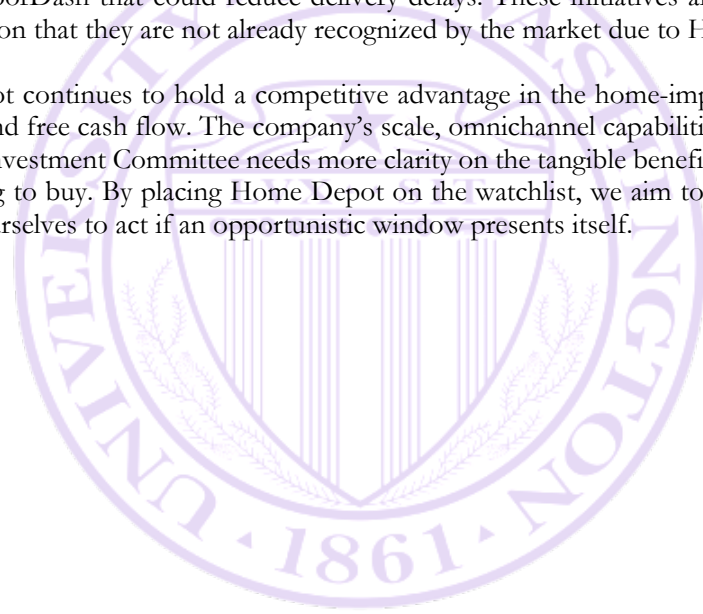 oorDash that could reduce delivery delays. These initiatives a
on that they are not already recognized by the market due to H
ot continues to hold a competitive advantage in the home-imp
nd free cash flow. The company's scale, omnichannel capabiliti
nvestment Committee needs more clarity on the tangible benefi
g to buy. By placing Home Depot on the watchlist, we aim to
urselves to act if an opportunistic window presents itself.
UNIVERSITY
ASHINGTON
1861